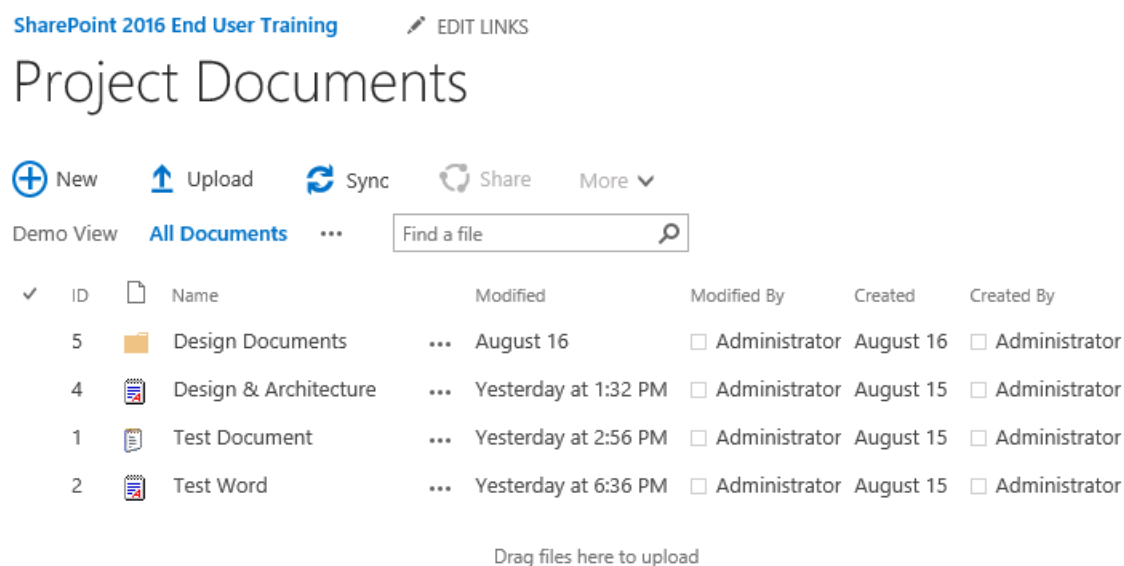 SharePoint 2016 End User Training EDIT LINKS
Project Documents
New Upload Sync Share More
Demo View All Documents ••• Find a file
ID Name Modified Modified By Created Created By
5 Design Documents ••• August 16 Administrator August 16 Administrator
4 Design & Architecture ••• Yesterday at 1:32 PM Administrator August 15 Administrator
1 Test Document ••• Yesterday at 2:56 PM Administrator August 15 Administrator
2 Test Word ••• Yesterday at 6:36 PM Administrator August 15 Administrator
Drag files here to upload